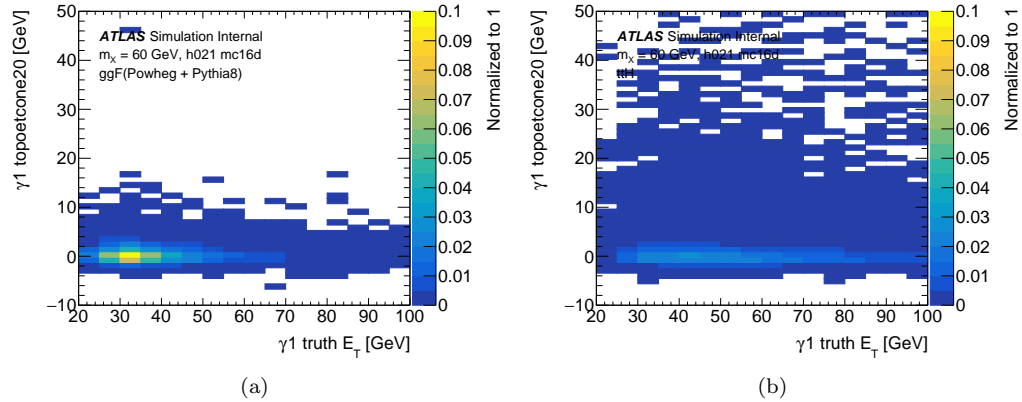 ATLAS Simulation Internal
m_X = 60 GeV, h021 mc16d
ggF(Powheg + Pythia8)
γ1 topoetcone20 [GeV]
50
40
30
20
10
0
−10
20 30 40 50 60 70 80 90 100
γ1 truth E_T [GeV]
0.1
0.09
0.08
0.07
0.06
0.05
0.04
0.03
0.02
0.01
0
Normalized to 1
(a)
ATLAS Simulation Internal
m_X = 60 GeV, h021 mc16d
ttH
γ1 topoetcone20 [GeV]
50
40
30
20
10
0
−10
20 30 40 50 60 70 80 90 100
γ1 truth E_T [GeV]
0.1
0.09
0.08
0.07
0.06
0.05
0.04
0.03
0.02
0.01
0
Normalized to 1
(b)